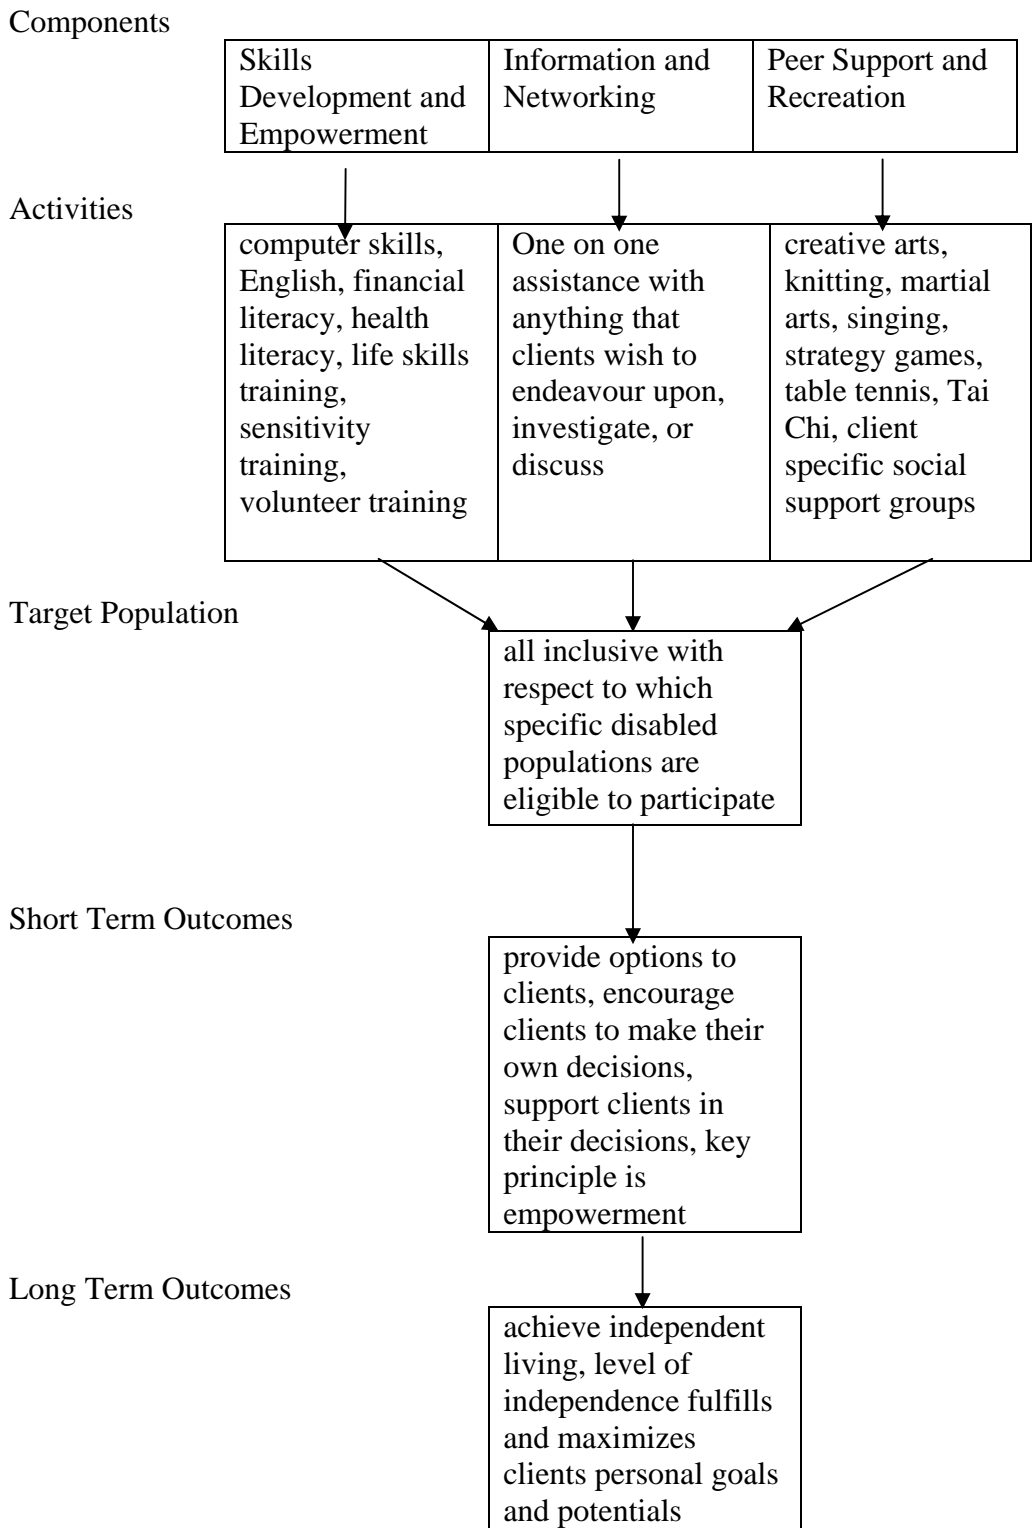 Components
Skills
Development and
Empowerment
Information and
Networking
Peer Support and
Recreation
Activities
computer skills,
English, financial
literacy, health
literacy, life skills
training,
sensitivity
training,
volunteer training
One on one
assistance with
anything that
clients wish to
endeavour upon,
investigate, or
discuss
creative arts,
knitting, martial
arts, singing,
strategy games,
table tennis, Tai
Chi, client
specific social
support groups
Target Population
all inclusive with
respect to which
specific disabled
populations are
eligible to participate
Short Term Outcomes
provide options to
clients, encourage
clients to make their
own decisions,
support clients in
their decisions, key
principle is
empowerment
Long Term Outcomes
achieve independent
living, level of
independence fulfills
and maximizes
clients personal goals
and potentials